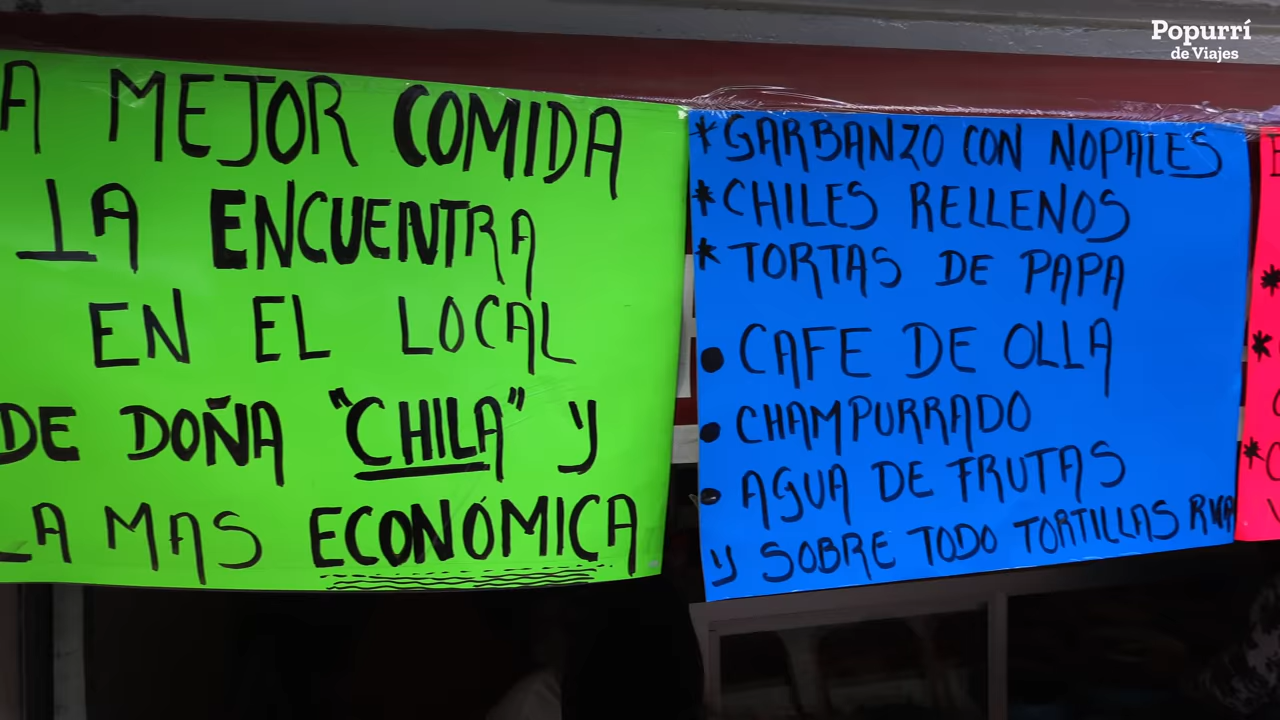 A MEJOR COMIDA
LA ENCUENTRA
EN EL LOCAL
DE DOÑA "CHILA" Y
LA MAS ECONÓMICA
* GARBANZO CON NOPALES
* CHILES RELLENOS
* TORTAS DE PAPA
• CAFE DE OLLA
• CHAMPURRADO
• AGUA DE FRUTAS
Y SOBRE TODO TORTILLAS
Popurrí
de Viajes